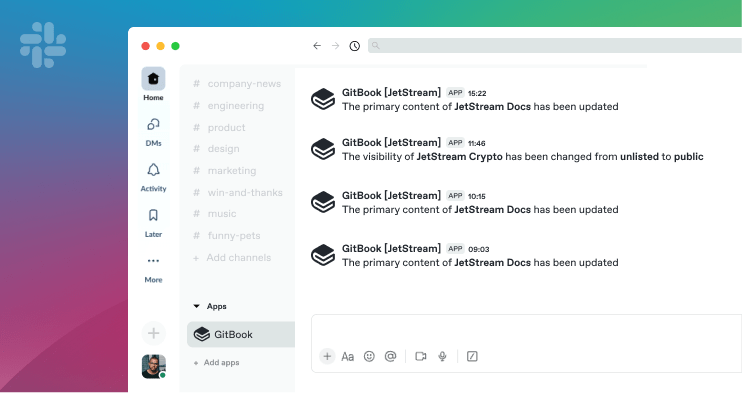 Home
DMs
Activity
Later
More
# company-news
# engineering
# product
# design
# marketing
# win-and-thanks
# music
# funny-pets
+ Add channels
Apps
GitBook
+ Add apps
GitBook [JetStream] APP 15:22
The primary content of JetStream Docs has been updated
GitBook [JetStream] APP 11:46
The visibility of JetStream Crypto has been changed from unlisted to public
GitBook [JetStream] APP 10:15
The primary content of JetStream Docs has been updated
GitBook [JetStream] APP 09:03
The primary content of JetStream Docs has been updated
Aa